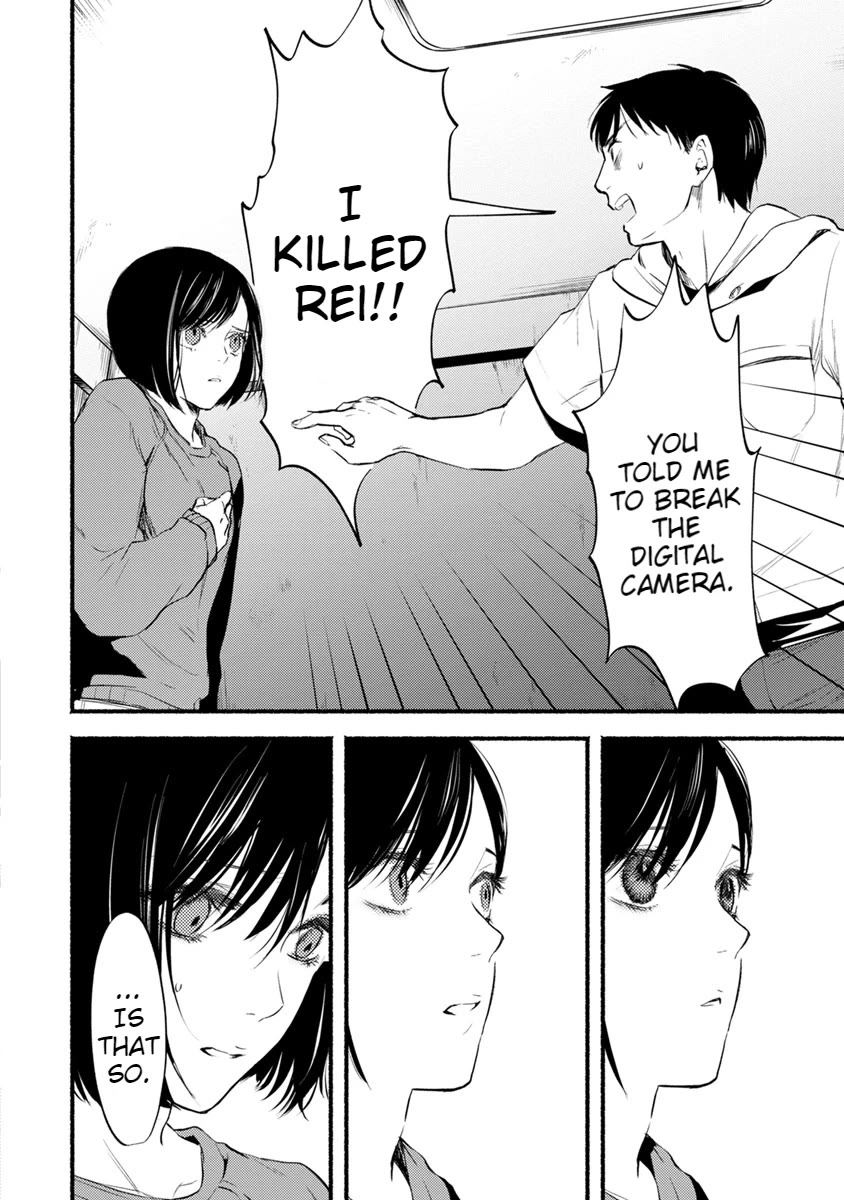 YOU
TOLD ME
TO BREAK
THE
DIGITAL
CAMERA.
I
KILLED
REI!!
...
IS
THAT
SO.